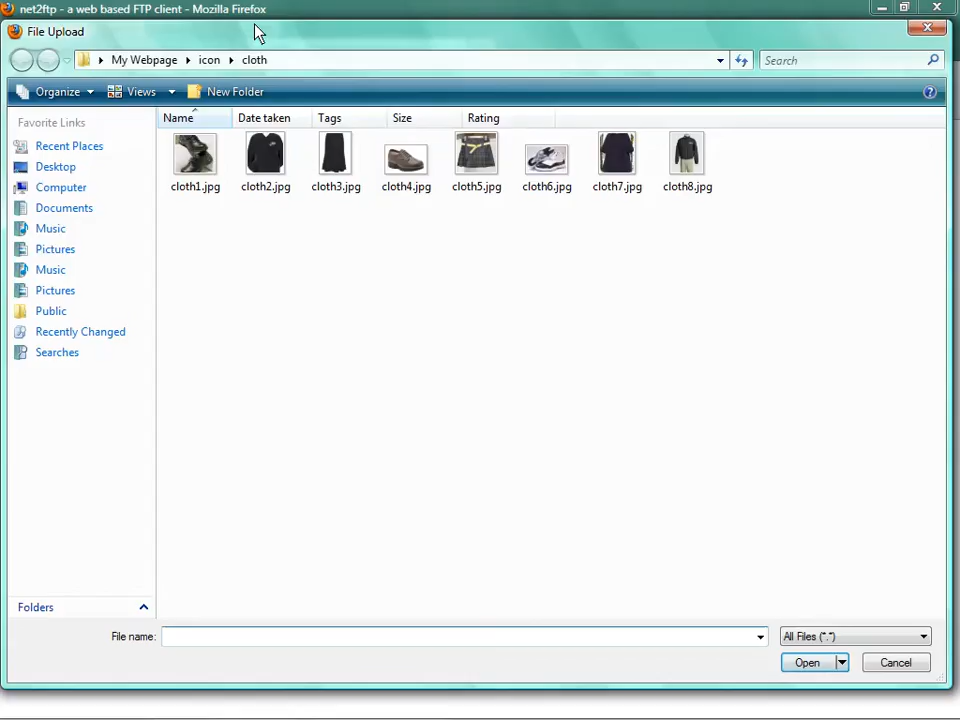 net2ftp - a web based FTP client - Mozilla Firefox
File Upload
My Webpage icon cloth
Search
Organize Views New Folder
Favorite Links
Name Date taken Tags Size Rating
Recent Places
Desktop
Computer
Documents
Music
Pictures
Music
Pictures
Public
Recently Changed
Searches
cloth1.jpg cloth2.jpg cloth3.jpg cloth4.jpg cloth5.jpg cloth6.jpg cloth7.jpg cloth8.jpg
Folders
File name:
All Files (*.*)
Open Cancel